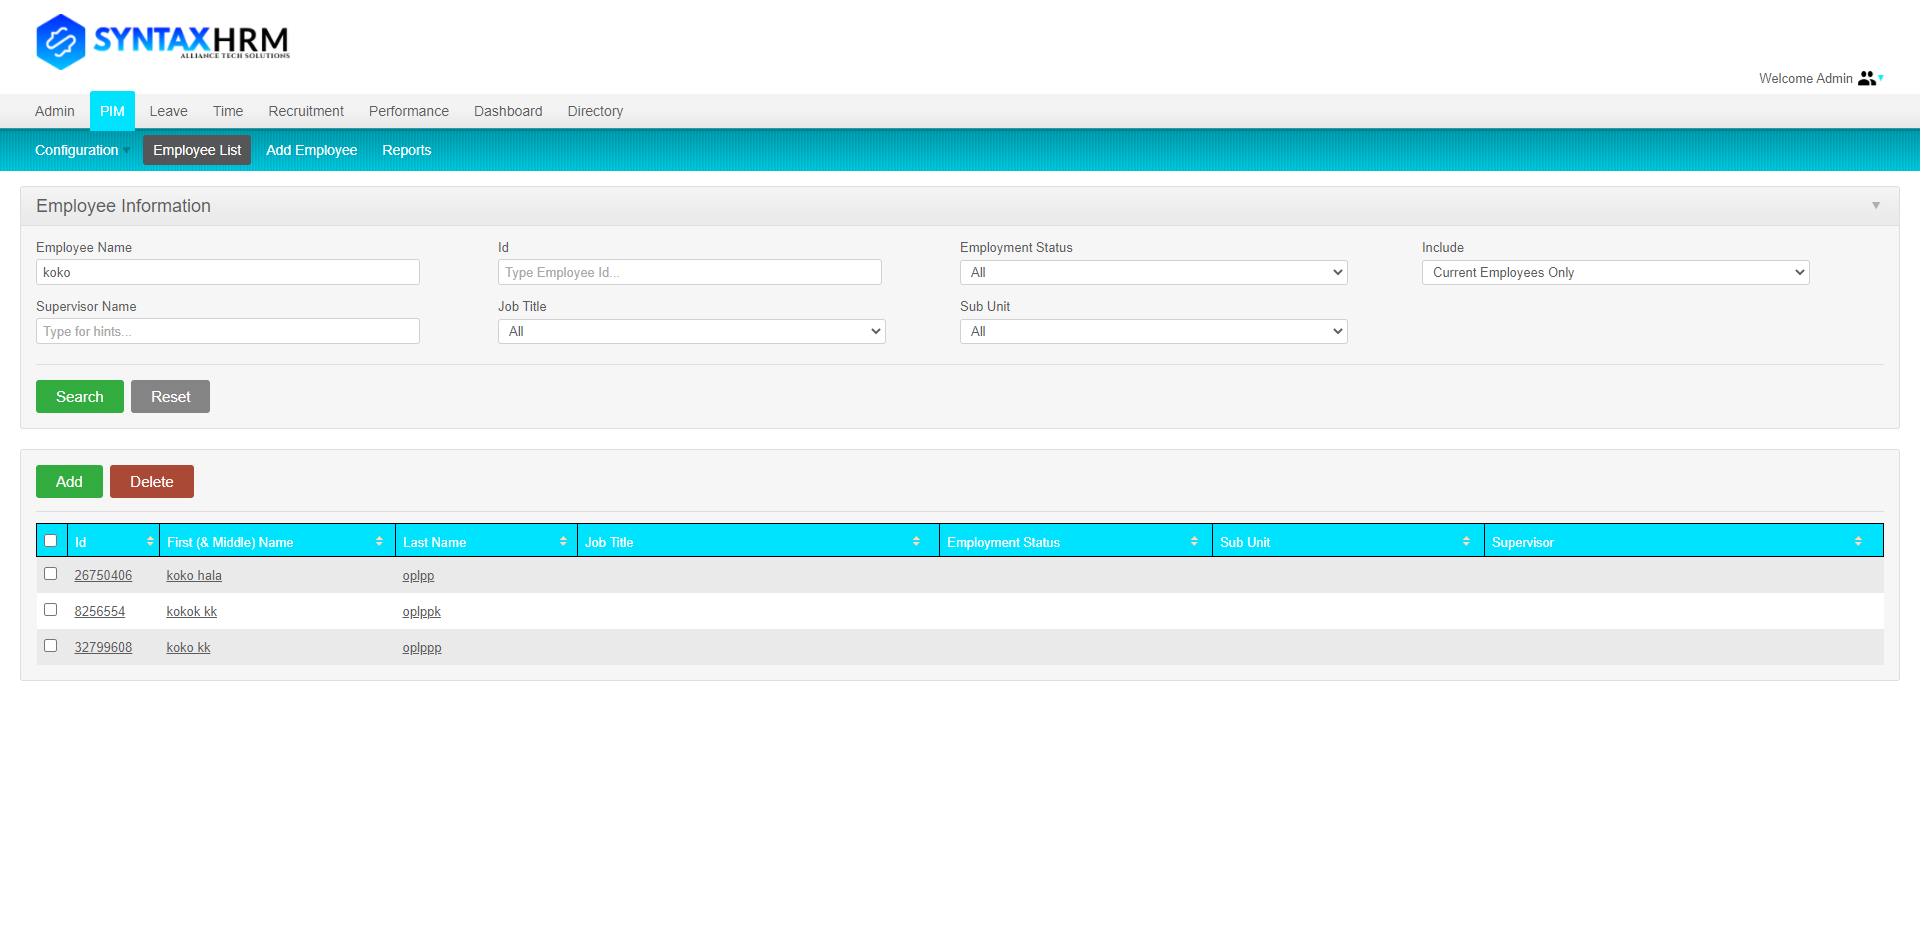 SYNTAXHRM
ALLIANCE TECH SOLUTIONS
Welcome Admin
Admin PIM Leave Time Recruitment Performance Dashboard Directory
Configuration Employee List Add Employee Reports
Employee Information
Employee Name Id Employment Status Include
koko Type Employee Id... All Current Employees Only
Supervisor Name Job Title Sub Unit
Type for hints... All All
Search Reset
Add Delete
Id First (& Middle) Name Last Name Job Title Employment Status Sub Unit Supervisor
26750406 koko hala oplpp
8256554 kokok kk oplppk
32799608 koko kk oplppp